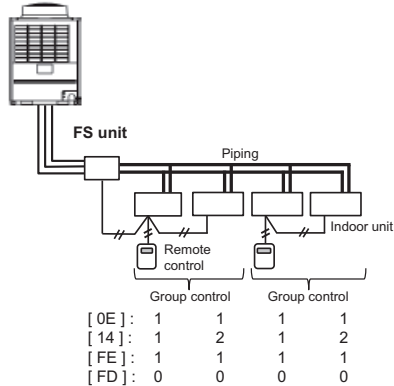 FS unit
Piping
Indoor unit
Remote
control
Group control Group control
[ 0E ] : 1 1 1 1
[ 14 ] : 1 2 1 2
[ FE ] : 1 1 1 1
[ FD ] : 0 0 0 0